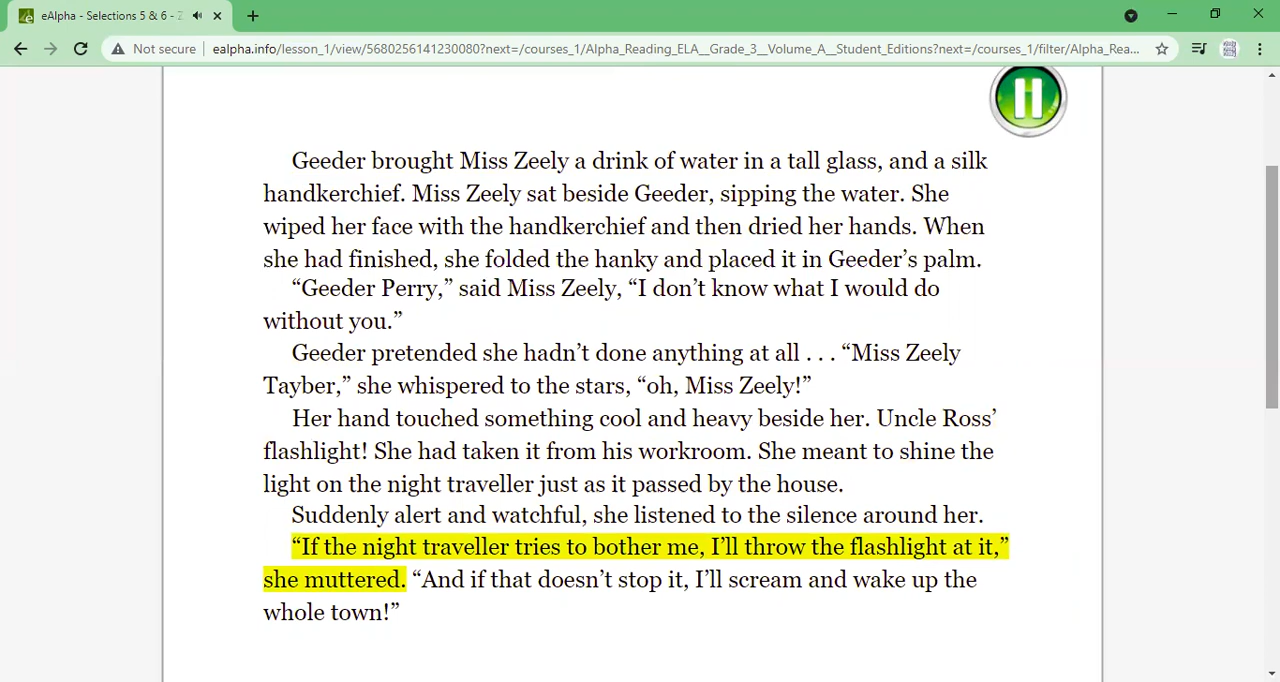 eAlpha - Selections 5 & 6 - Z
Not secure
ealpha.info/lesson_1/view/5680256141230080?next=/courses_1/Alpha_Reading_ELA__Grade_3__Volume_A__Student_Editions?next=/courses_1/filter/Alpha_Rea...
Geeder brought Miss Zeely a drink of water in a tall glass, and a silk
handkerchief. Miss Zeely sat beside Geeder, sipping the water. She
wiped her face with the handkerchief and then dried her hands. When
she had finished, she folded the hanky and placed it in Geeder’s palm.
“Geeder Perry,” said Miss Zeely, “I don’t know what I would do
without you.”
Geeder pretended she hadn’t done anything at all . . . “Miss Zeely
Tayber,” she whispered to the stars, “oh, Miss Zeely!”
Her hand touched something cool and heavy beside her. Uncle Ross’
flashlight! She had taken it from his workroom. She meant to shine the
light on the night traveller just as it passed by the house.
Suddenly alert and watchful, she listened to the silence around her.
“If the night traveller tries to bother me, I’ll throw the flashlight at it,”
she muttered. “And if that doesn’t stop it, I’ll scream and wake up the
whole town!”